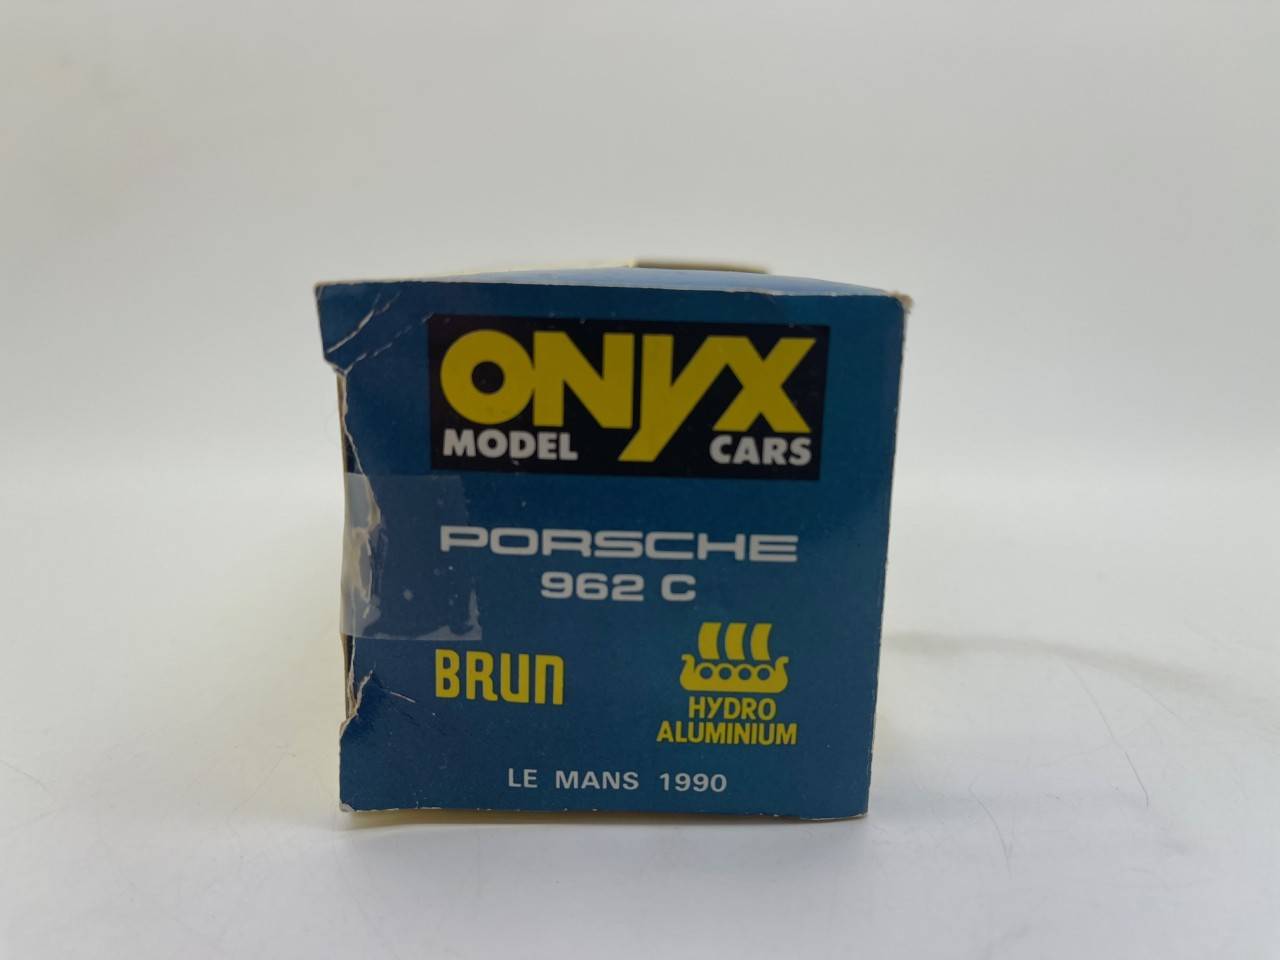 ONYX
MODEL CARS
PORSCHE
962 C
BRUN
HYDRO
ALUMINIUM
LE MANS 1990